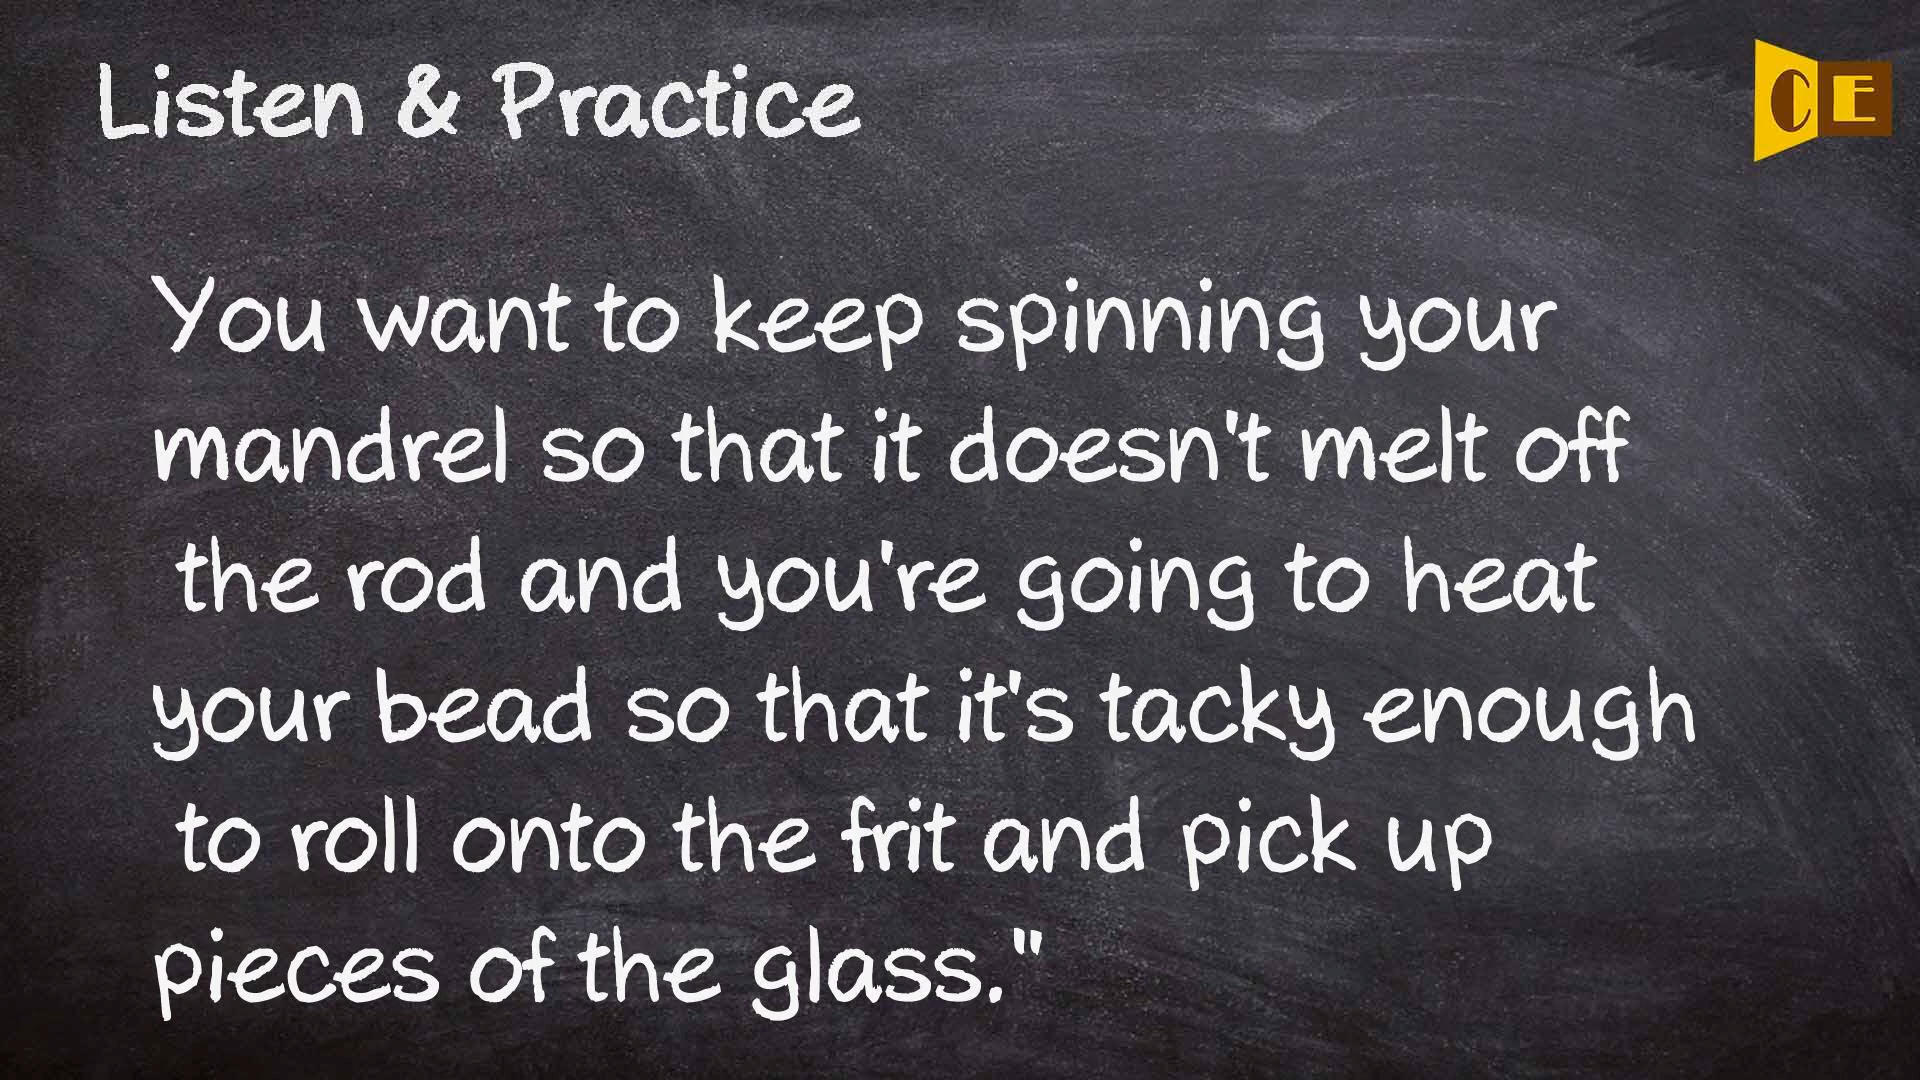 Listen & Practice
CE
You want to keep spinning your
mandrel so that it doesn't melt off
the rod and you're going to heat
your bead so that it's tacky enough
to roll onto the frit and pick up
pieces of the glass."